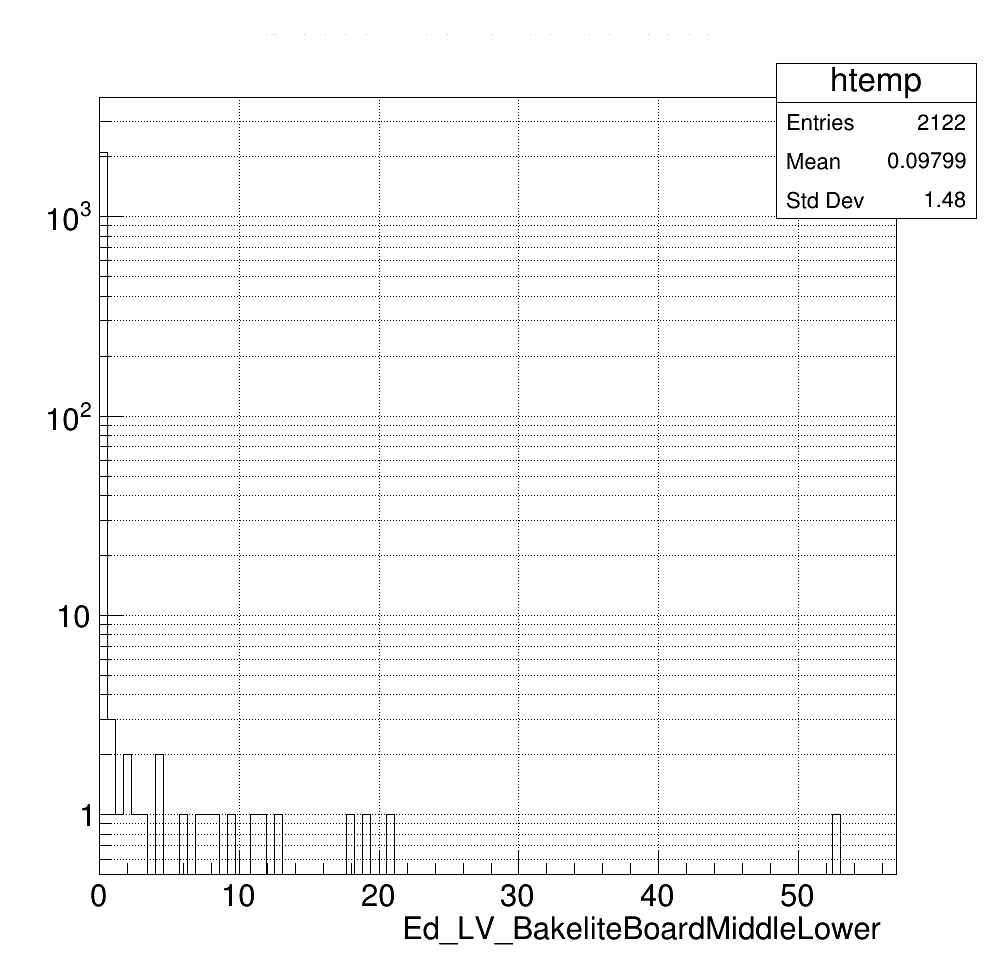 htemp
Entries 2122
Mean 0.09799
Std Dev 1.48
10³
10²
10
1
0 10 20 30 40 50
Ed_LV_BakeliteBoardMiddleLower